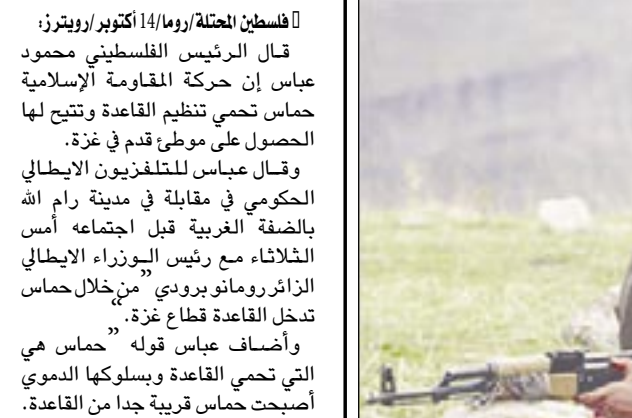 فلسطين المحتلة/روما/14 أكتوبر/رويترز:
قال الرئيس الفلسطيني محمود
عباس إن حركة المقاومة الإسلامية
حماس تحمي تنظيم القاعدة وتتيح لها
الحصول على موطئ قدم في غزة.
وقال عباس للتلفزيون الايطالي
الحكومي في مقابلة في مدينة رام الله
بالضفة الغربية قبل اجتماعه أمس
الثلاثاء مع رئيس الوزراء الايطالي
الزائر رومانو برودي "من خلال حماس
تدخل القاعدة قطاع غزة."
وأضاف عباس قوله "حماس هي
التي تحمي القاعدة وبسلوكها الدموي
أصبحت حماس قريبة جدا من القاعدة.